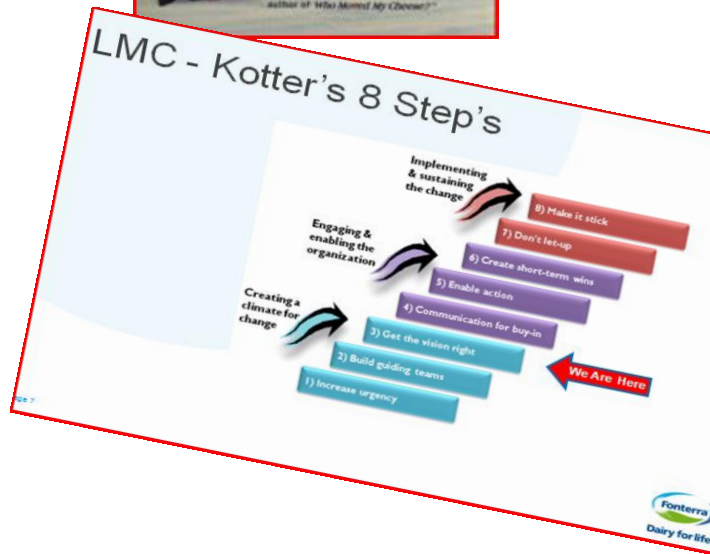 author of Who Moved My Cheese?"
LMC - Kotter's 8 Step's
Implementing
& sustaining
the change
8) Make it stick
7) Don't let-up
Engaging &
enabling the
organization
6) Create short-term wins
5) Enable action
4) Communication for buy-in
Creating a
climate for
change
3) Get the vision right
2) Build guiding teams
1) Increase urgency
We Are Here
Fonterra
Dairy for life